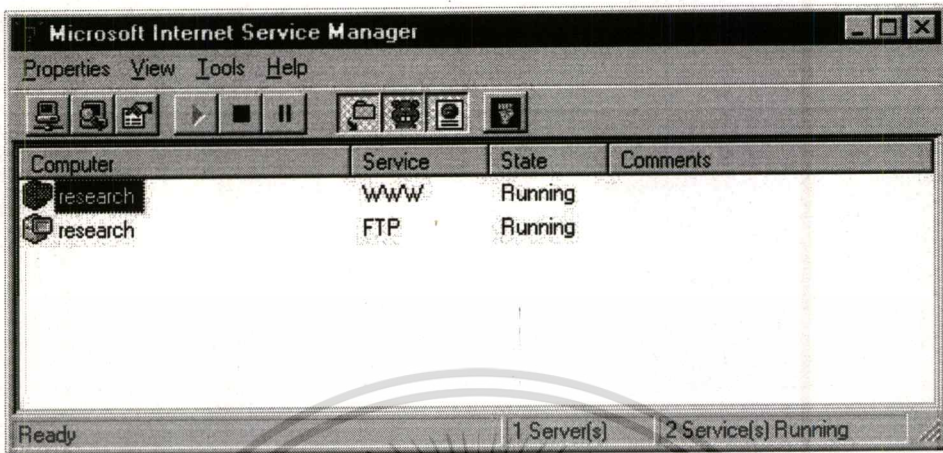 Microsoft Internet Service Manager
Properties View Tools Help
Computer Service State Comments
research WWW Running
research FTP Running
Ready 1 Server(s) 2 Service(s) Running